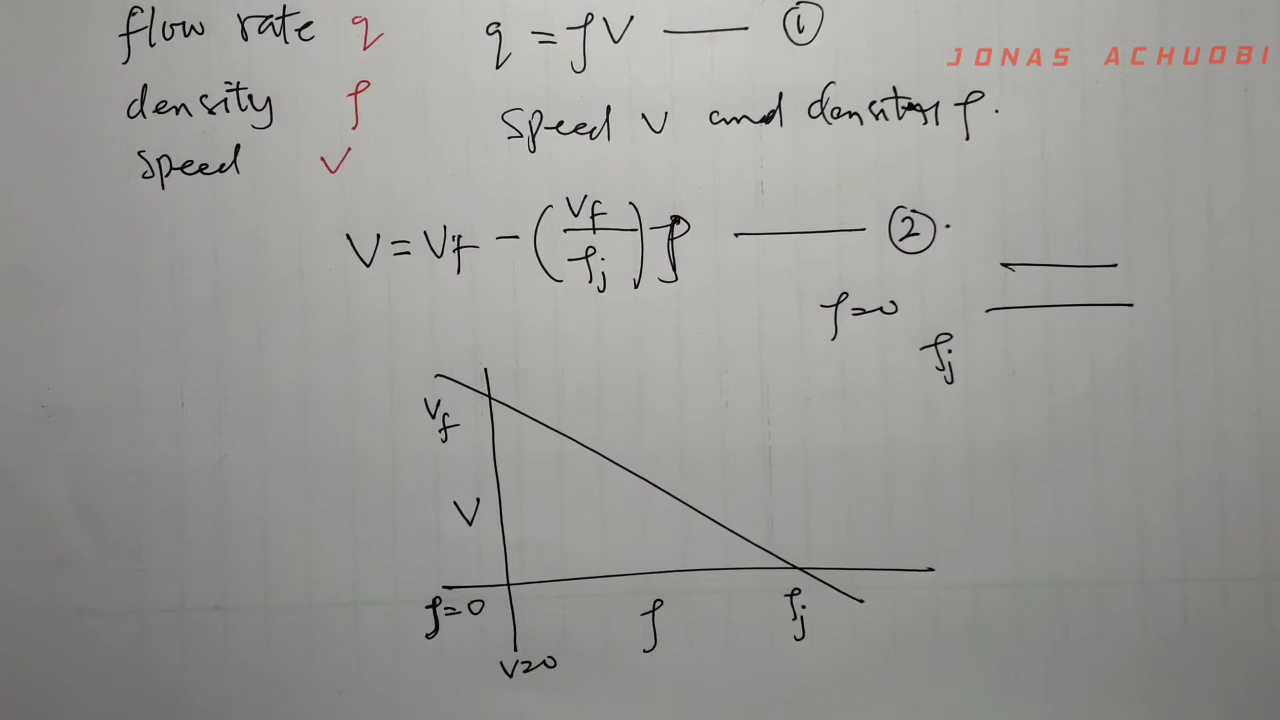 flow rate q q = ρV —— ①
JONAS ACHUOBI
density ρ speed v and density ρ.
speed v
V = Vf - (Vf/ρj)ρ —— ②.
ρ=0
ρj
Vf
V
ρ=0 ρ ρj
V=0